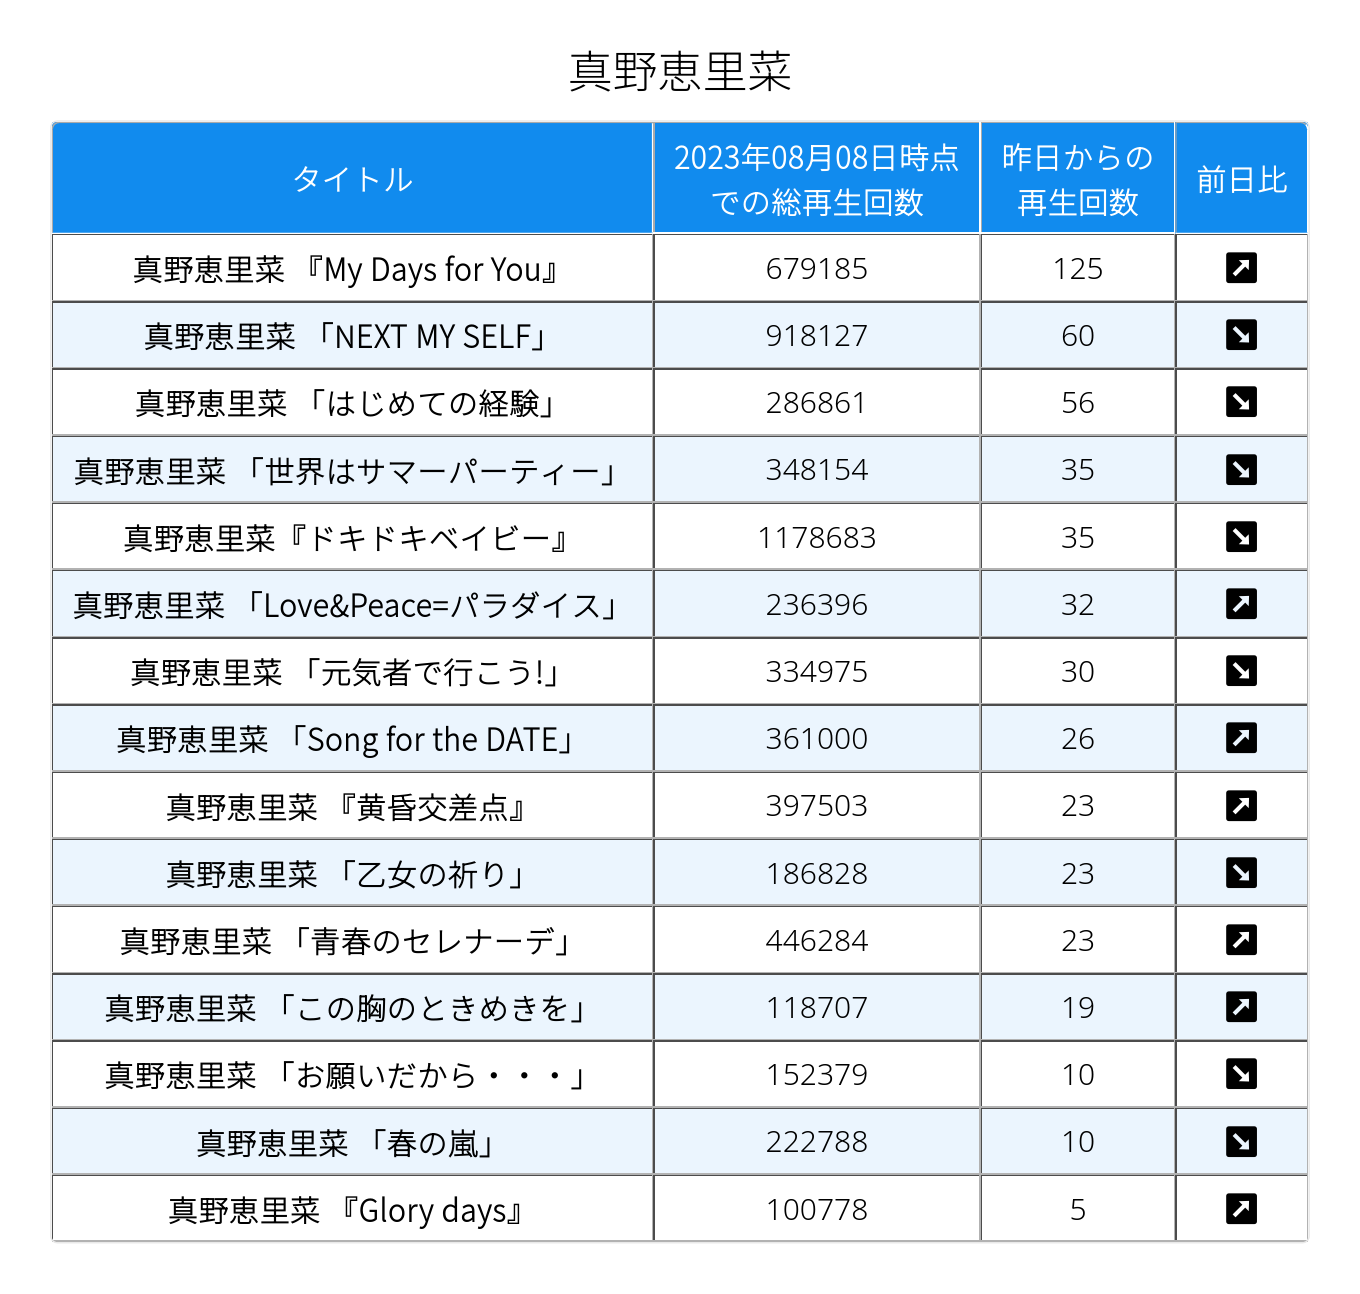 真野恵里菜
タイトル 2023年08月08日時点での総再生回数 昨日からの再生回数 前日比
真野恵里菜 『My Days for You』 679185 125 ↗
真野恵里菜 「NEXT MY SELF」 918127 60 ↘
真野恵里菜 「はじめての経験」 286861 56 ↘
真野恵里菜 「世界はサマーパーティー」 348154 35 ↘
真野恵里菜『ドキドキベイビー』 1178683 35 ↘
真野恵里菜 「Love&Peace=パラダイス」 236396 32 ↗
真野恵里菜 「元気者で行こう!」 334975 30 ↘
真野恵里菜 「Song for the DATE」 361000 26 ↗
真野恵里菜 『黄昏交差点』 397503 23 ↗
真野恵里菜 「乙女の祈り」 186828 23 ↘
真野恵里菜 「青春のセレナーデ」 446284 23 ↗
真野恵里菜 「この胸のときめきを」 118707 19 ↗
真野恵里菜 「お願いだから・・・」 152379 10 ↘
真野恵里菜 「春の嵐」 222788 10 ↘
真野恵里菜 『Glory days』 100778 5 ↗